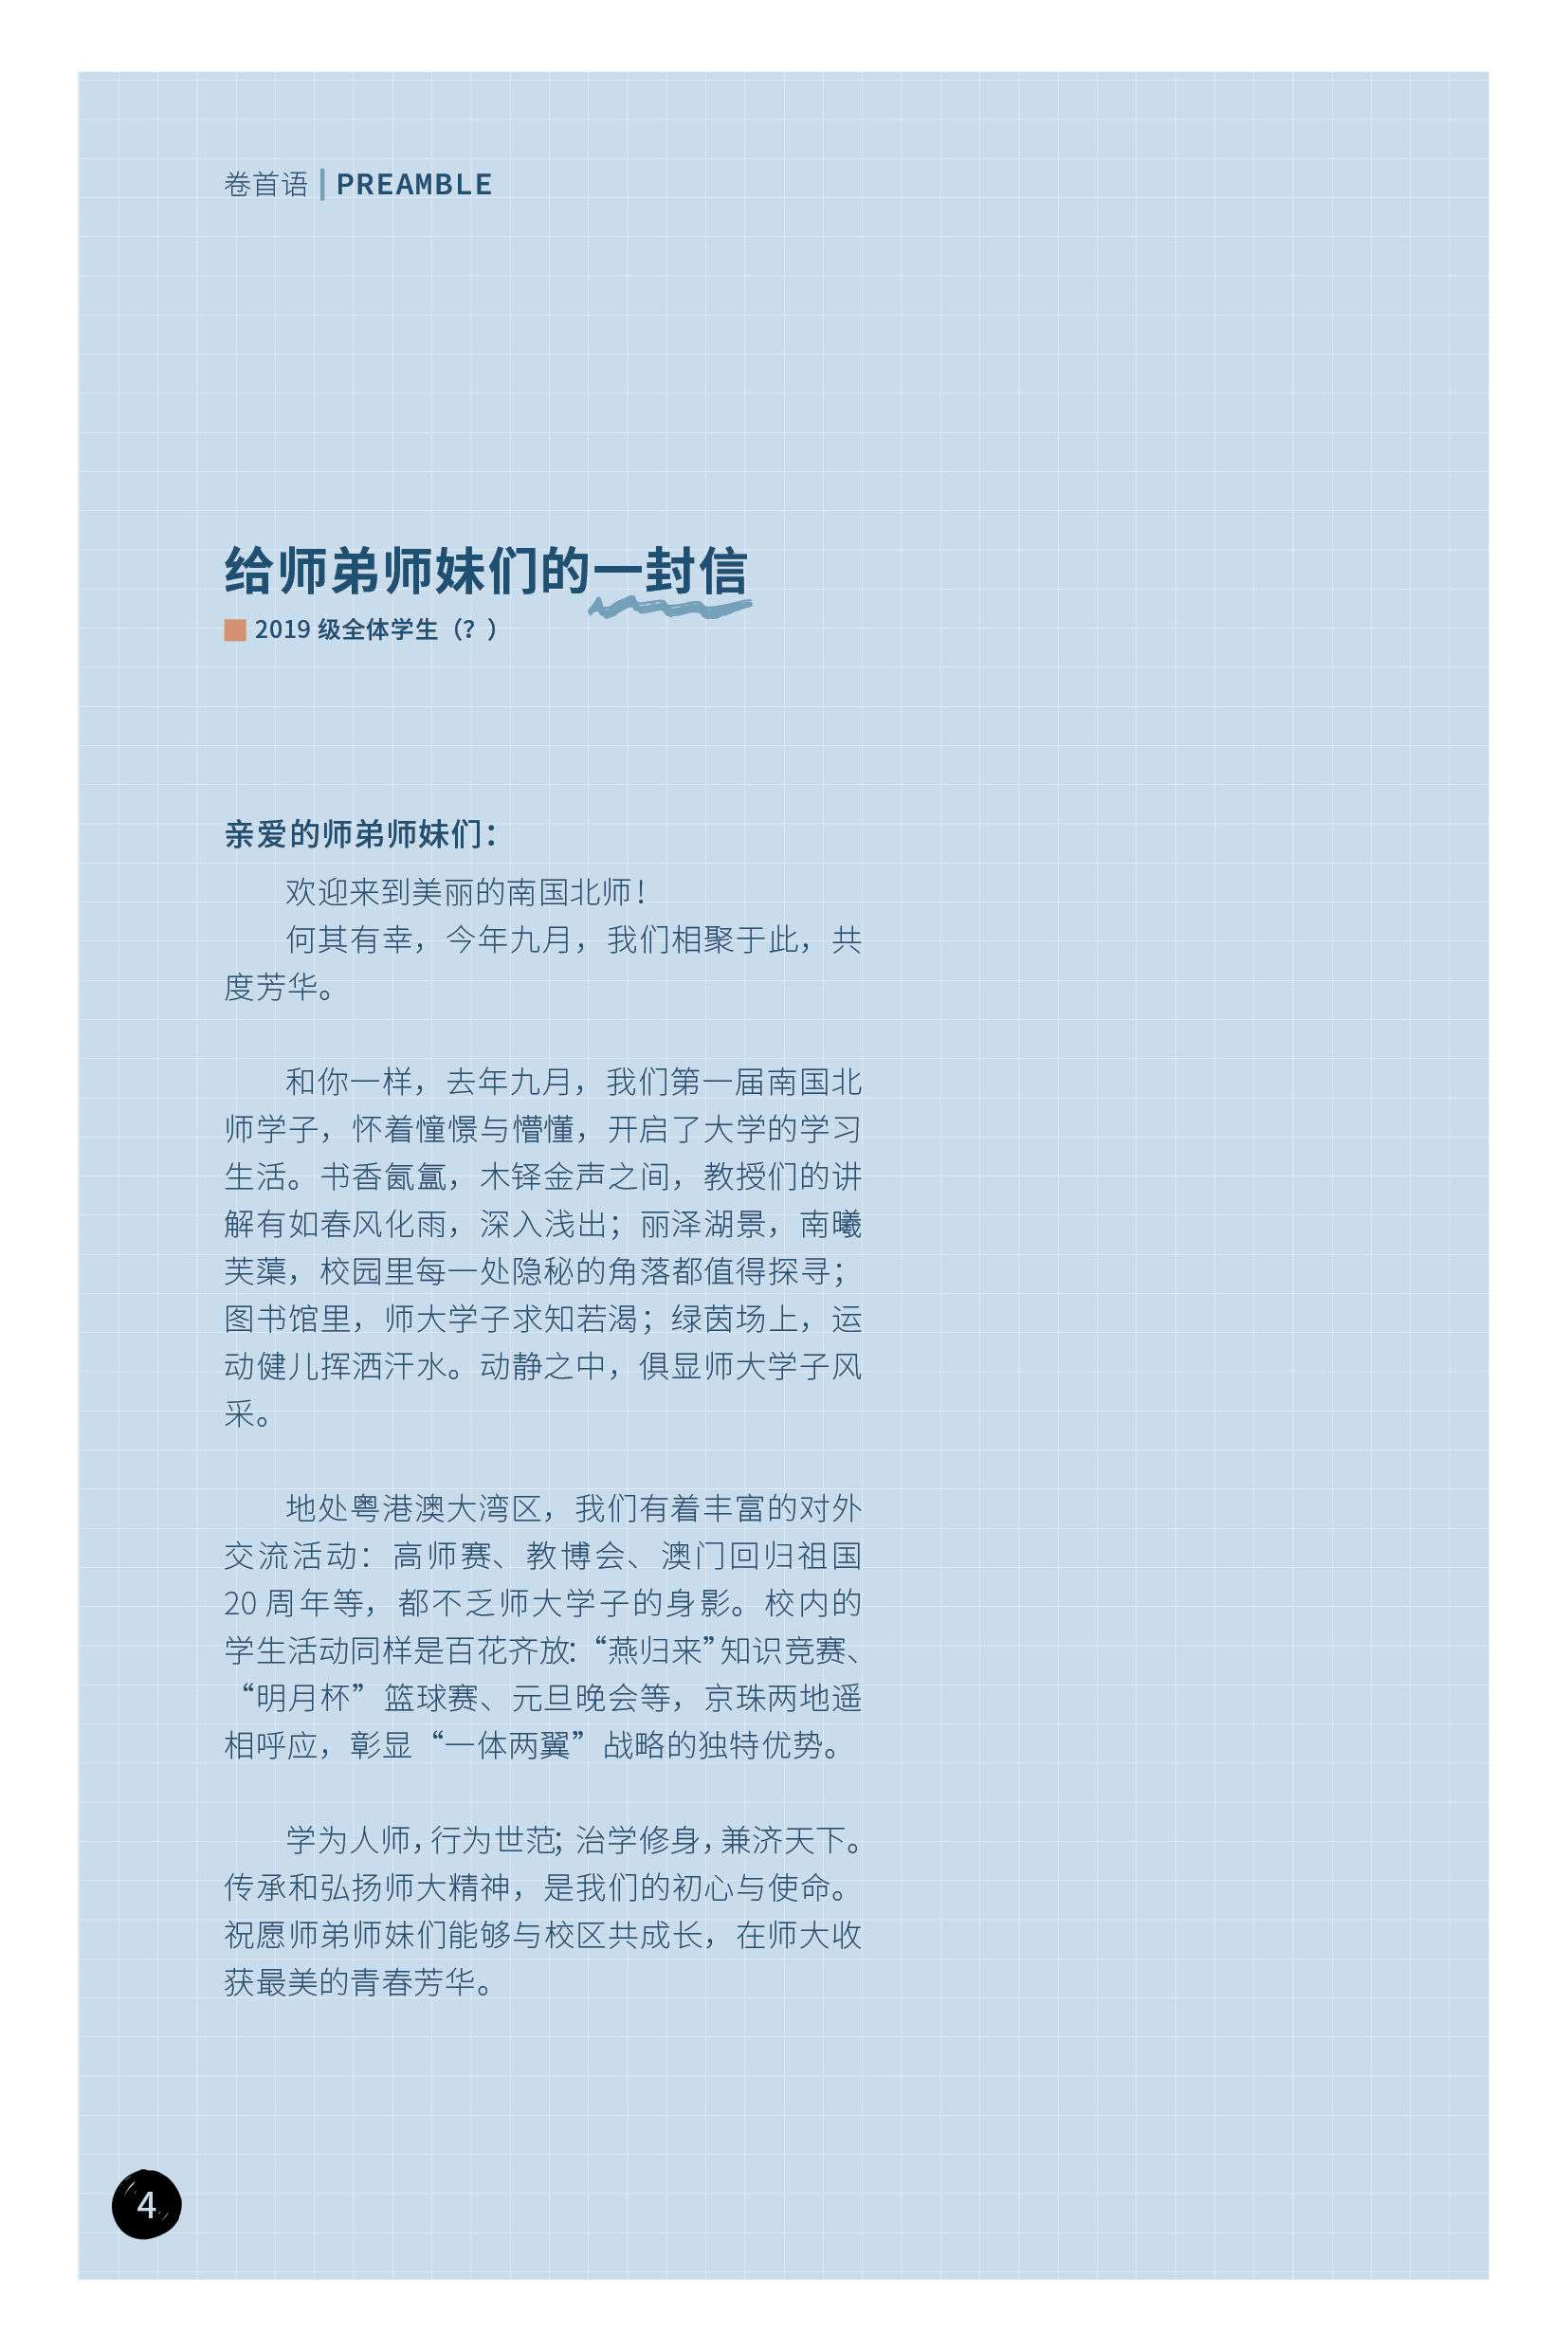 卷首语 | PREAMBLE
给师弟师妹们的一封信
2019 级全体学生（？）
亲爱的师弟师妹们：
欢迎来到美丽的南国北师！
何其有幸，今年九月，我们相聚于此，共
度芳华。
和你一样，去年九月，我们第一届南国北
师学子，怀着憧憬与懵懂，开启了大学的学习
生活。书香氤氲，木铎金声之间，教授们的讲
解有如春风化雨，深入浅出；丽泽湖景，南曦
芙蕖，校园里每一处隐秘的角落都值得探寻；
图书馆里，师大学子求知若渴；绿茵场上，运
动健儿挥洒汗水。动静之中，俱显师大学子风
采。
地处粤港澳大湾区，我们有着丰富的对外
交流活动：高师赛、教博会、澳门回归祖国
20 周年等，都不乏师大学子的身影。校内的
学生活动同样是百花齐放：“燕归来”知识竞赛、
“明月杯”篮球赛、元旦晚会等，京珠两地遥
相呼应，彰显“一体两翼”战略的独特优势。
学为人师，行为世范；治学修身，兼济天下。
传承和弘扬师大精神，是我们的初心与使命。
祝愿师弟师妹们能够与校区共成长，在师大收
获最美的青春芳华。
4